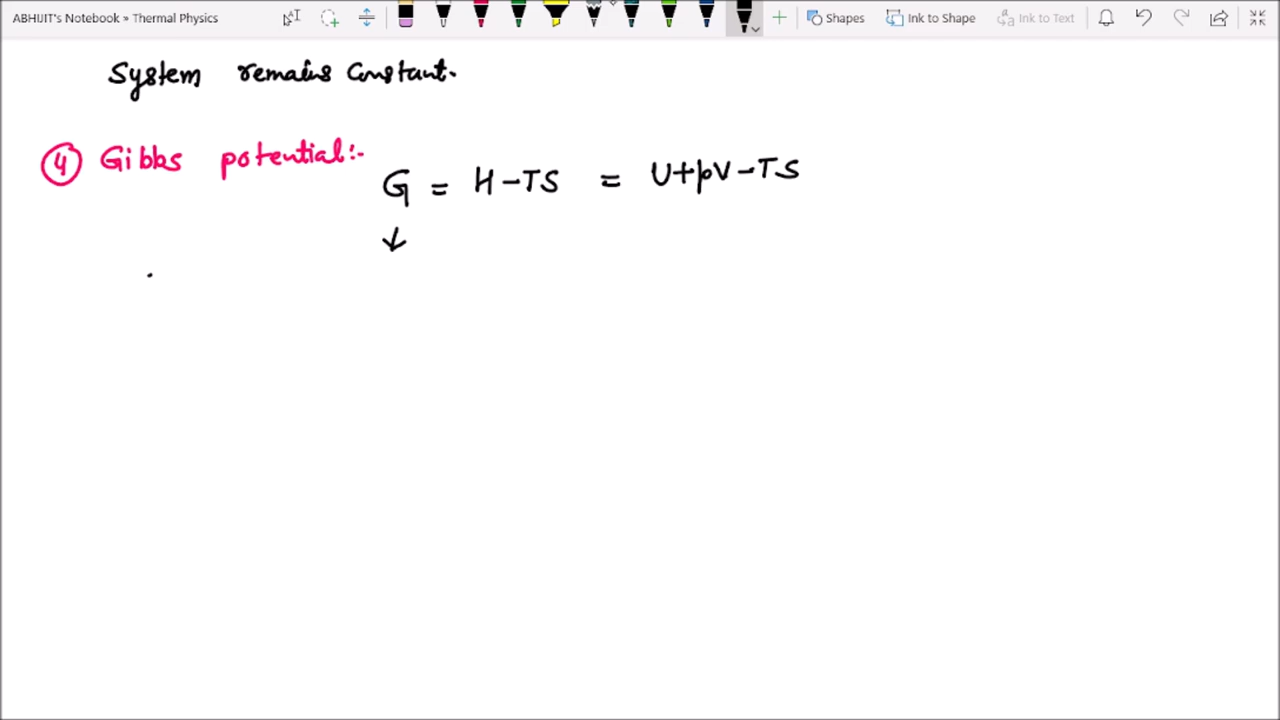 ABHIJIT's Notebook » Thermal Physics
Shapes
Ink to Shape
Ink to Text
System remains Constant.
④ Gibbs potential:-
G = H-TS = U+pV-TS
↓